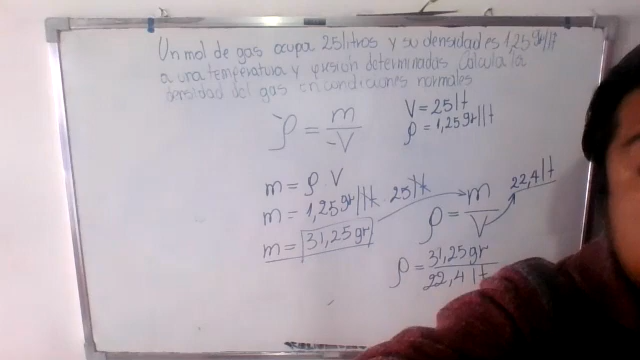 Un mol de gas ocupa 25 litros y su densidad es 1,25 gr/lt
a una temperatura y presión determinadas Calcula la
densidad del gas en condiciones normales
V = 25 lt
ρ = 1,25 gr/lt
ρ = m/V
m = ρ V
m = 1,25 gr/lt . 25 lt
m = 31,25 gr
ρ = m/V
22,4 lt
ρ = 31,25 gr/22,4 lt